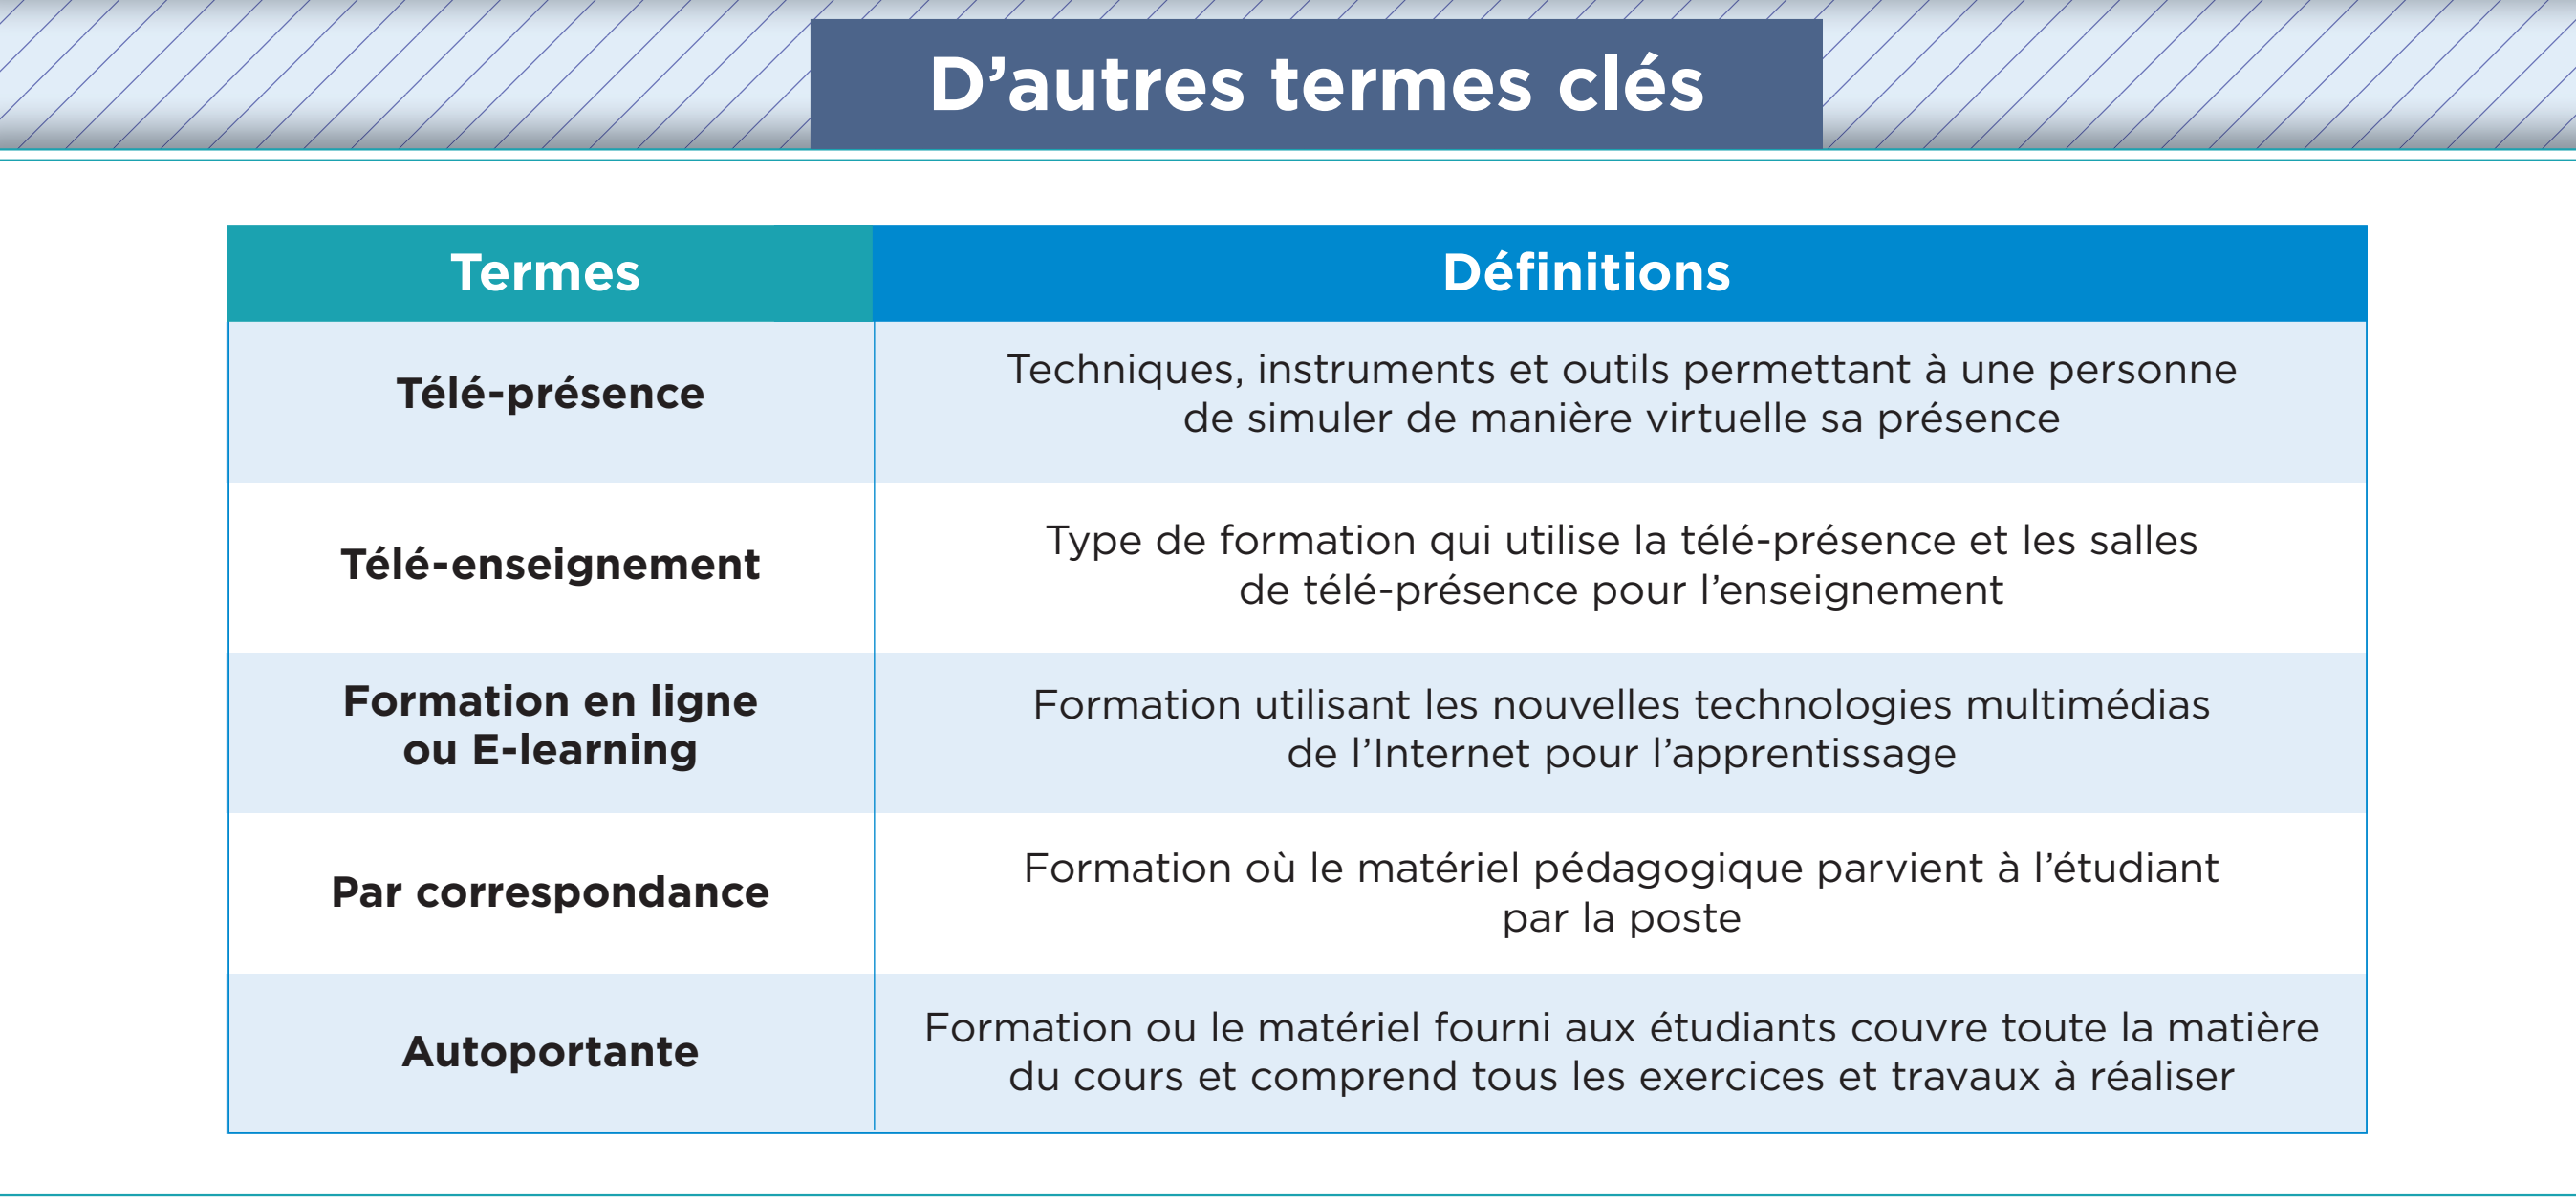 D’autres termes clés
Termes
Définitions
Télé-présence
Techniques, instruments et outils permettant à une personne
de simuler de manière virtuelle sa présence
Télé-enseignement
Type de formation qui utilise la télé-présence et les salles
de télé-présence pour l’enseignement
Formation en ligne
ou E-learning
Formation utilisant les nouvelles technologies multimédias
de l’Internet pour l’apprentissage
Par correspondance
Formation où le matériel pédagogique parvient à l’étudiant
par la poste
Autoportante
Formation ou le matériel fourni aux étudiants couvre toute la matière
du cours et comprend tous les exercices et travaux à réaliser